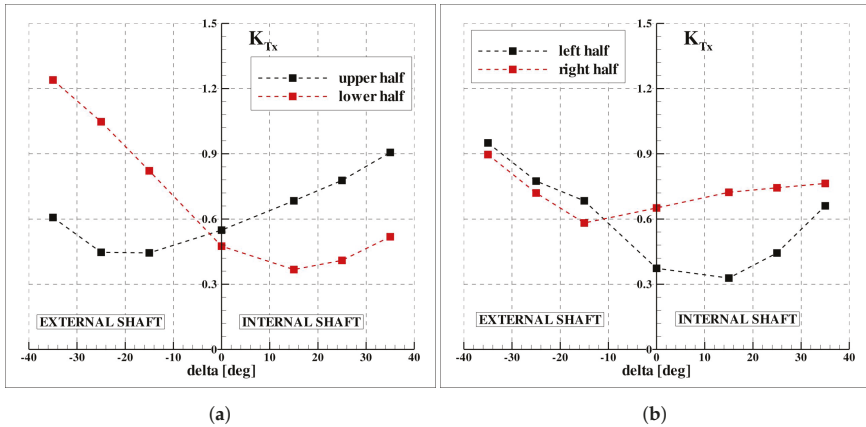 1.5
K_Tx
1.2
upper half
lower half
0.9
0.6
0.3
EXTERNAL SHAFT
INTERNAL SHAFT
0
-40 -30 -20 -10 0 10 20 30 40
delta [deg]
(a)
1.5
K_Tx
left half
right half
1.2
0.9
0.6
0.3
EXTERNAL SHAFT
INTERNAL SHAFT
0
-40 -30 -20 -10 0 10 20 30 40
delta [deg]
(b)